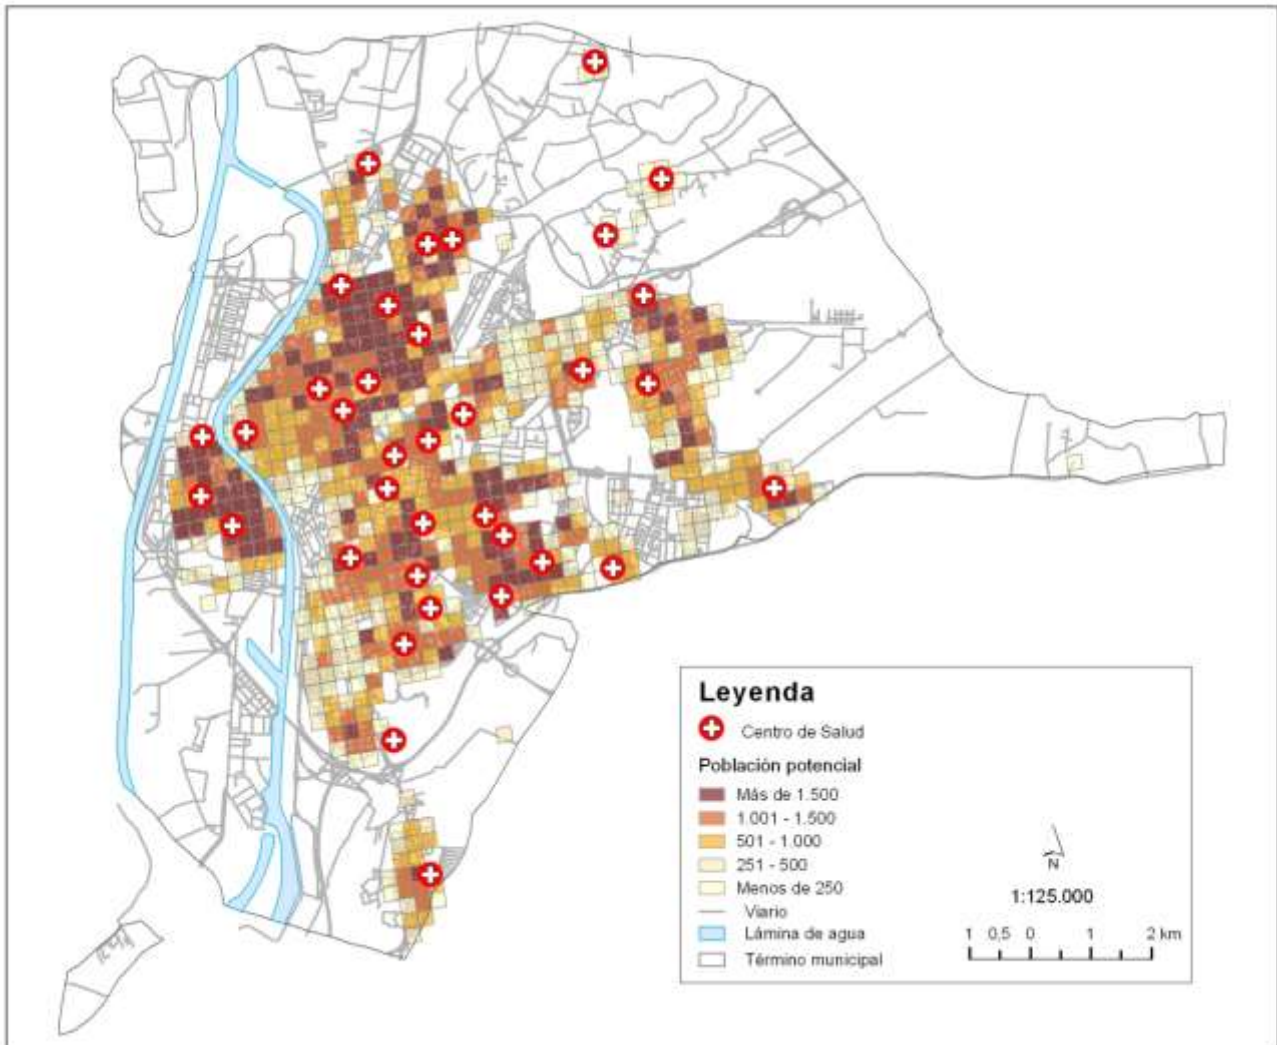 Leyenda
Centro de Salud
Población potencial
Más de 1.500
1.001 - 1.500
501 - 1.000
251 - 500
Menos de 250
Viario
Lámina de agua
Término municipal
N
1:125.000
1 0,5 0 1 2 km